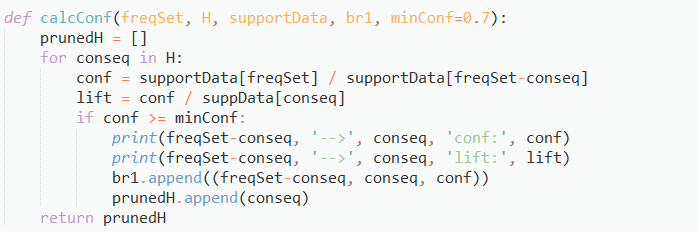 def calcConf(freqSet, H, supportData, br1, minConf=0.7):
    prunedH = []
    for conseq in H:
        conf = supportData[freqSet] / supportData[freqSet-conseq]
        lift = conf / suppData[conseq]
        if conf >= minConf:
            print(freqSet-conseq, '-->', conseq, 'conf:', conf)
            print(freqSet-conseq, '-->', conseq, 'lift:', lift)
            br1.append((freqSet-conseq, conseq, conf))
            prunedH.append(conseq)
    return prunedH